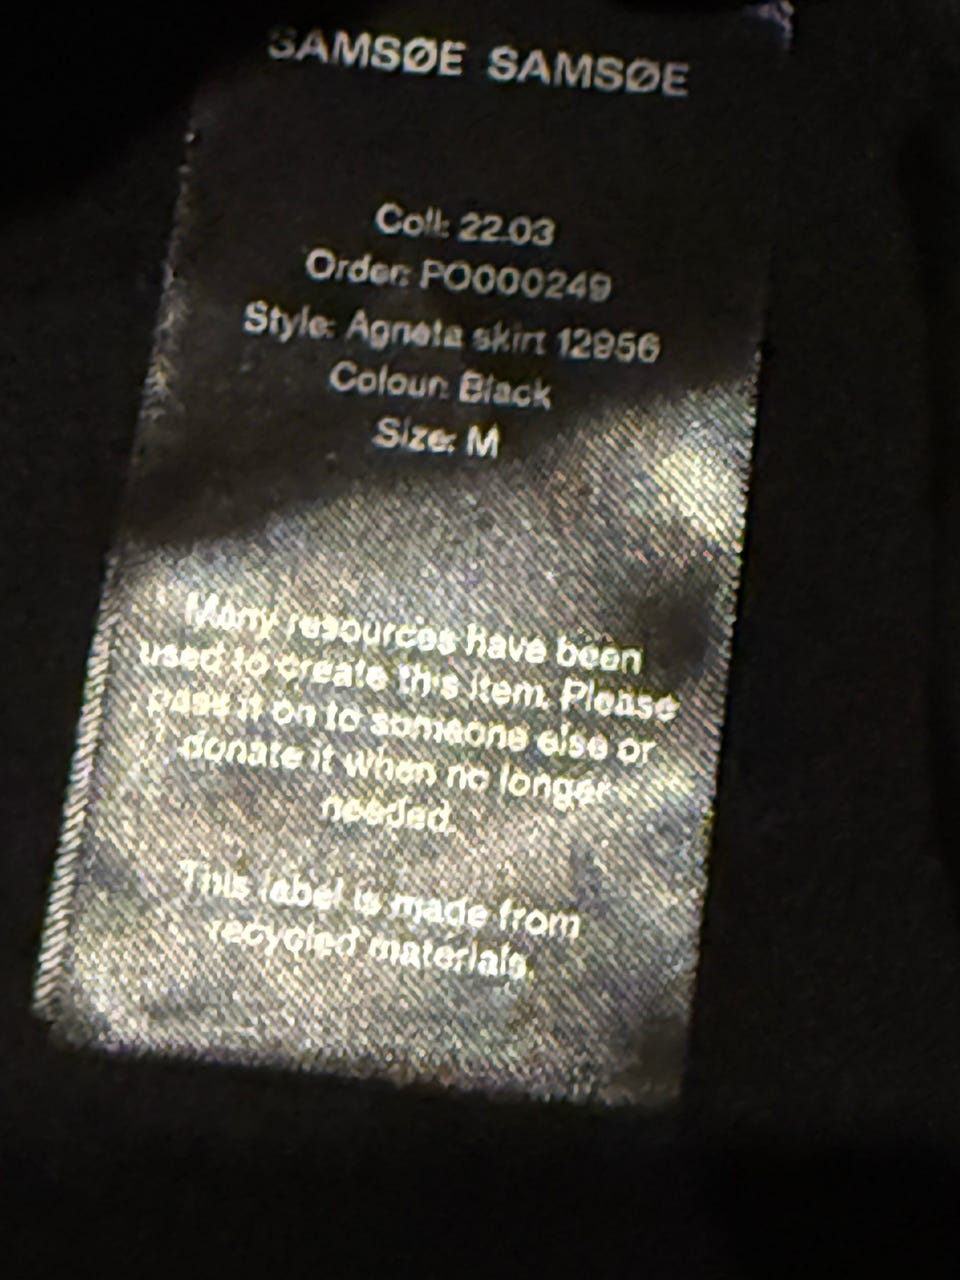 SAMSØE SAMSØE
Coll: 22.03
Order: PO000249
Style: Agneta skirt 12956
Colour: Black
Size: M
Many resources have been
used to create this item. Please
pass it on to someone else or
donate it when no longer
needed.
This label is made from
recycled materials.